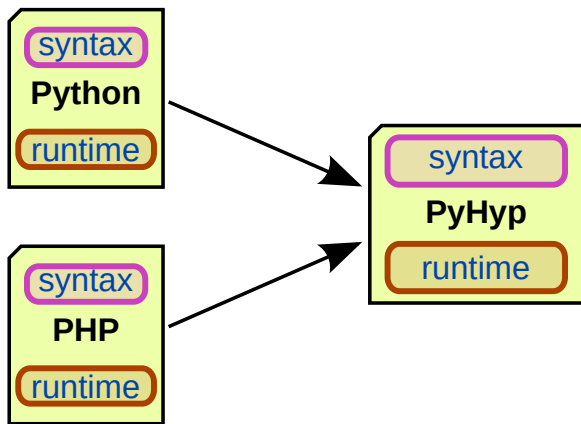 syntax
Python
runtime
syntax
PHP
runtime
syntax
PyHyp
runtime